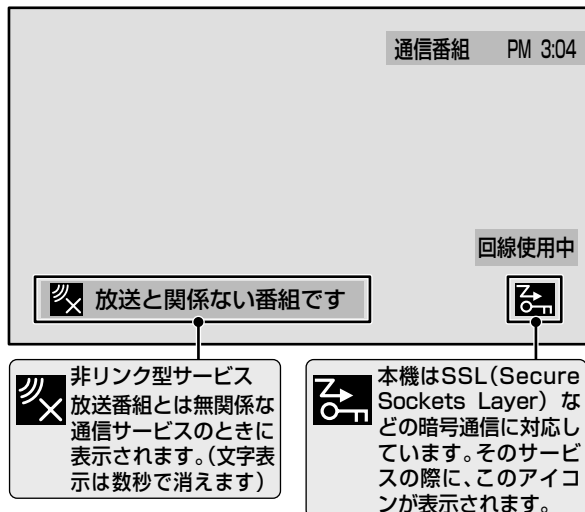 通信番組 PM 3:04
回線使用中
放送と関係ない番組です
非リンク型サービス
放送番組とは無関係な
通信サービスのときに
表示されます。(文字表
示は数秒で消えます)
本機はSSL(Secure
Sockets Layer)な
どの暗号通信に対応し
ています。そのサービ
スの際に、このアイコ
ンが表示されます。